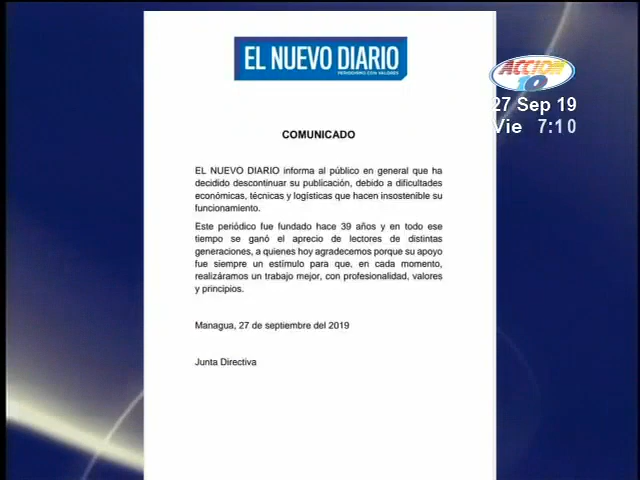 EL NUEVO DIARIO
PERIODISMO CON VALORES
ACCION
10
27 Sep 19
Vie 7:10
COMUNICADO
EL NUEVO DIARIO informa al público en general que ha
decidido descontinuar su publicación, debido a dificultades
económicas, técnicas y logísticas que hacen insostenible su
funcionamiento.
Este periódico fue fundado hace 39 años y en todo ese
tiempo se ganó el aprecio de lectores de distintas
generaciones, a quienes hoy agradecemos porque su apoyo
fue siempre un estímulo para que, en cada momento,
realizáramos un trabajo mejor, con profesionalidad, valores
y principios.
Managua, 27 de septiembre del 2019
Junta Directiva